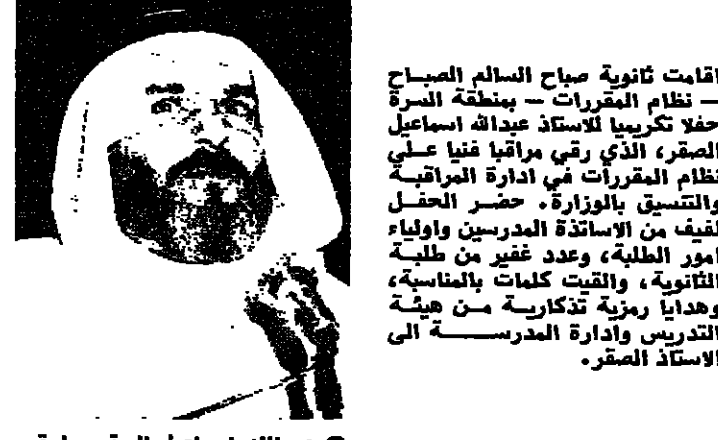 اقامت ثانوية صباح السالم الصباح
— نظام المقررات — بمنطقة السرة
حفلا تكريميا للاستاذ عبدالله اسماعيل
الصقر، الذي رقي مراقبا فنيا على
نظام المقررات في ادارة المراقبة
والتنسيق بالوزارة. حضر الحفل
لفيف من الاساتذة المدرسين واولياء
امور الطلبة، وعدد غفير من طلبة
الثانوية، والقيت كلمات بالمناسبة،
وهدايا رمزية تذكارية من هيئة
التدريس وادارة المدرسة الى
الاستاذ الصقر.